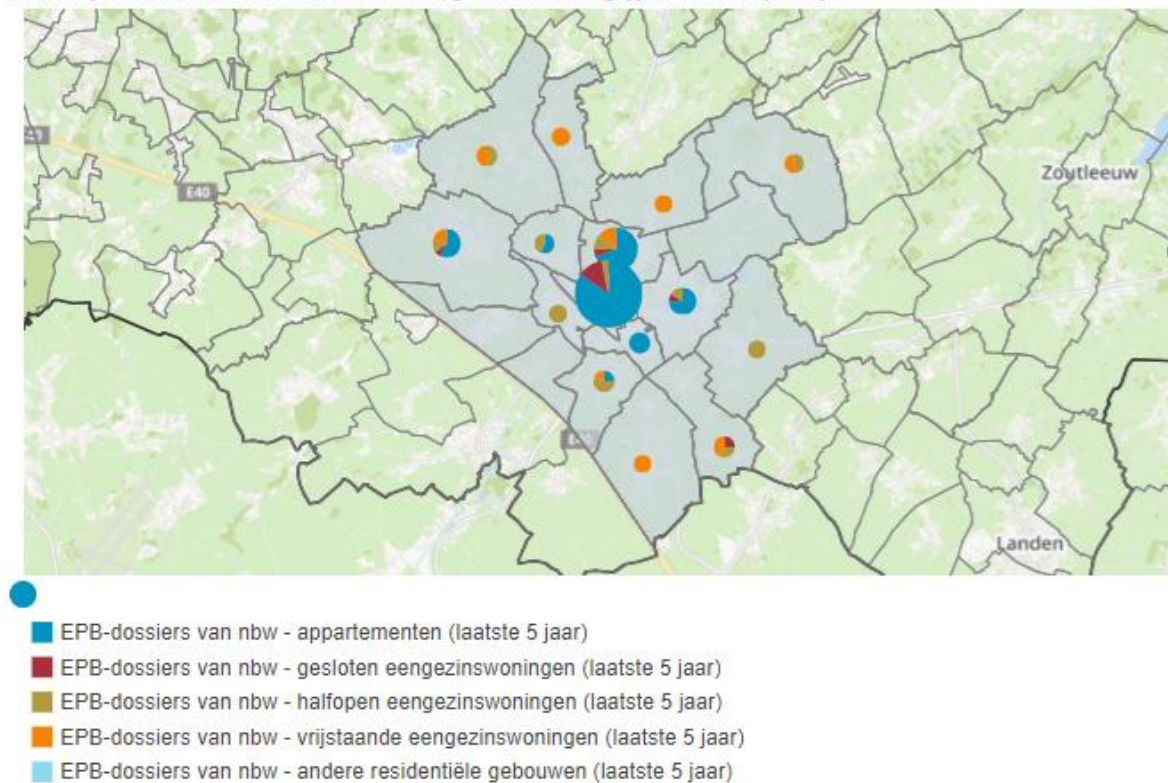 E40
Zoutleeuw
Landen
EPB-dossiers van nbw - appartementen (laatste 5 jaar)
EPB-dossiers van nbw - gesloten eengezinswoningen (laatste 5 jaar)
EPB-dossiers van nbw - halfopen eengezinswoningen (laatste 5 jaar)
EPB-dossiers van nbw - vrijstaande eengezinswoningen (laatste 5 jaar)
EPB-dossiers van nbw - andere residentiële gebouwen (laatste 5 jaar)